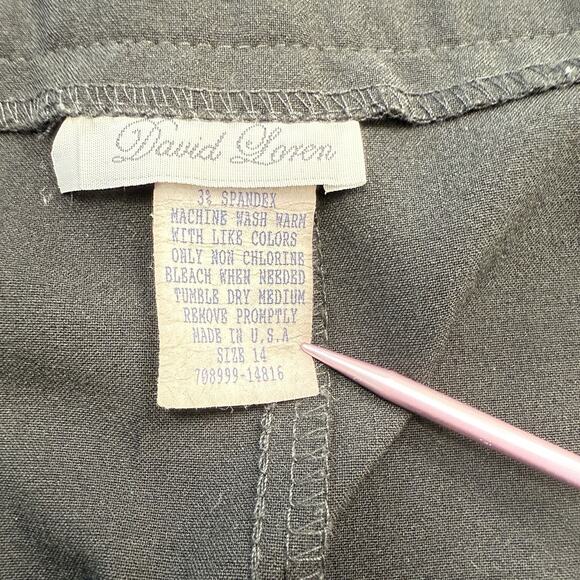 David Loren
3% SPANDEX
MACHINE WASH WARM
WITH LIKE COLORS
ONLY NON CHLORINE
BLEACH WHEN NEEDED
TUMBLE DRY MEDIUM
REMOVE PROMPTLY
MADE IN U.S.A
SIZE 14
708999-14816